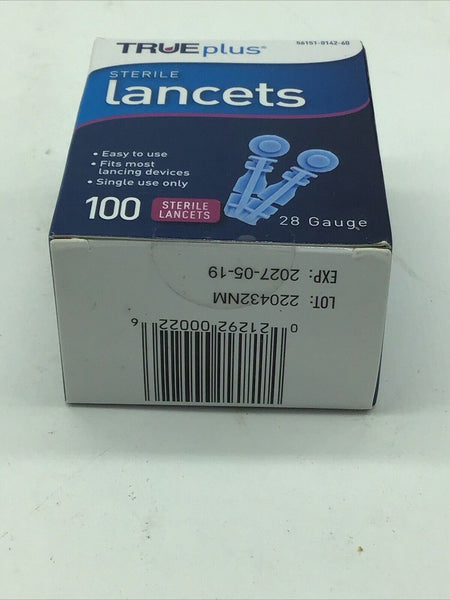 TRUEplus®
56151-0142-60
STERILE
lancets
• Easy to use
• Fits most
lancing devices
• Single use only
100
STERILE
LANCETS
28 Gauge
LOT: 220432NM
EXP: 2027-05-19
0 21292 00022 6